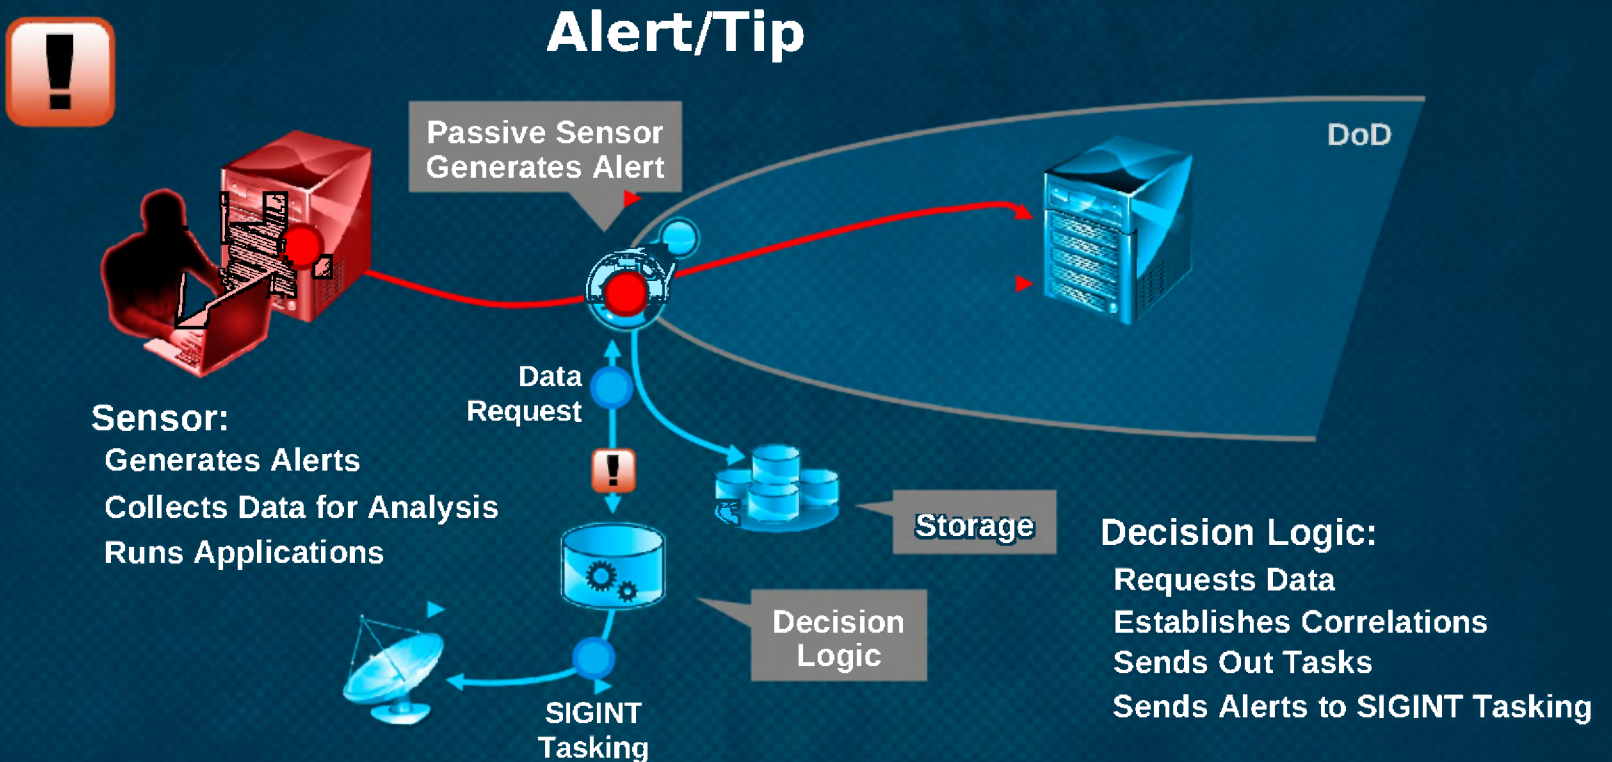 Alert/Tip
!
Passive Sensor
Generates Alert
DoD
Data
Request
!
Sensor:
Generates Alerts
Collects Data for Analysis
Runs Applications
Storage
Decision
Logic
SIGINT
Tasking
Decision Logic:
Requests Data
Establishes Correlations
Sends Out Tasks
Sends Alerts to SIGINT Tasking